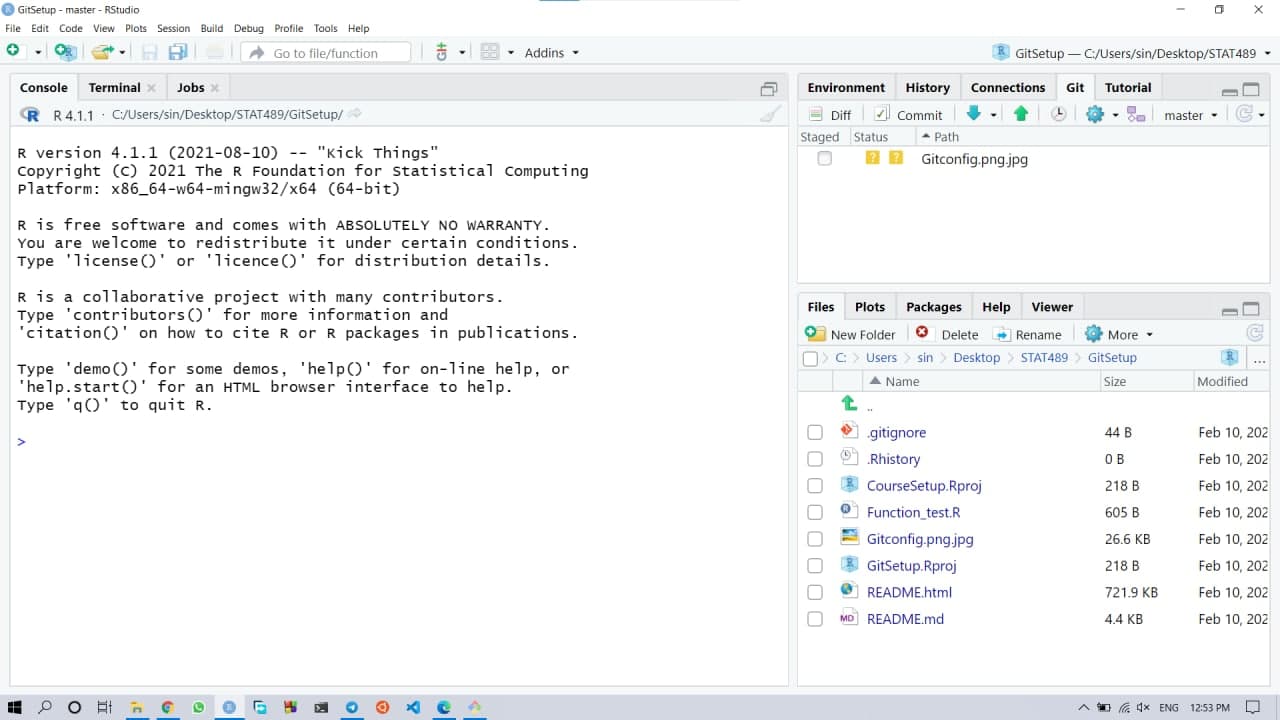 GitSetup - master - RStudio
File Edit Code View Plots Session Build Debug Profile Tools Help
Go to file/function Addins GitSetup — C:/Users/sin/Desktop/STAT489
Console Terminal Jobs
R 4.1.1 · C:/Users/sin/Desktop/STAT489/GitSetup/
R version 4.1.1 (2021-08-10) -- "Kick Things"
Copyright (C) 2021 The R Foundation for Statistical Computing
Platform: x86_64-w64-mingw32/x64 (64-bit)
R is free software and comes with ABSOLUTELY NO WARRANTY.
You are welcome to redistribute it under certain conditions.
Type 'license()' or 'licence()' for distribution details.
R is a collaborative project with many contributors.
Type 'contributors()' for more information and
'citation()' on how to cite R or R packages in publications.
Type 'demo()' for some demos, 'help()' for on-line help, or
'help.start()' for an HTML browser interface to help.
Type 'q()' to quit R.
>
Environment History Connections Git Tutorial
Diff Commit master
Staged Status Path
? ? Gitconfig.png.jpg
Files Plots Packages Help Viewer
New Folder Delete Rename More
C: Users sin Desktop STAT489 GitSetup ...
Name Size Modified
..
.gitignore 44 B Feb 10, 202
.Rhistory 0 B Feb 10, 202
CourseSetup.Rproj 218 B Feb 10, 202
Function_test.R 605 B Feb 10, 202
Gitconfig.png.jpg 26.6 KB Feb 10, 202
GitSetup.Rproj 218 B Feb 10, 202
README.html 721.9 KB Feb 10, 202
MD README.md 4.4 KB Feb 10, 202
ENG 12:53 PM